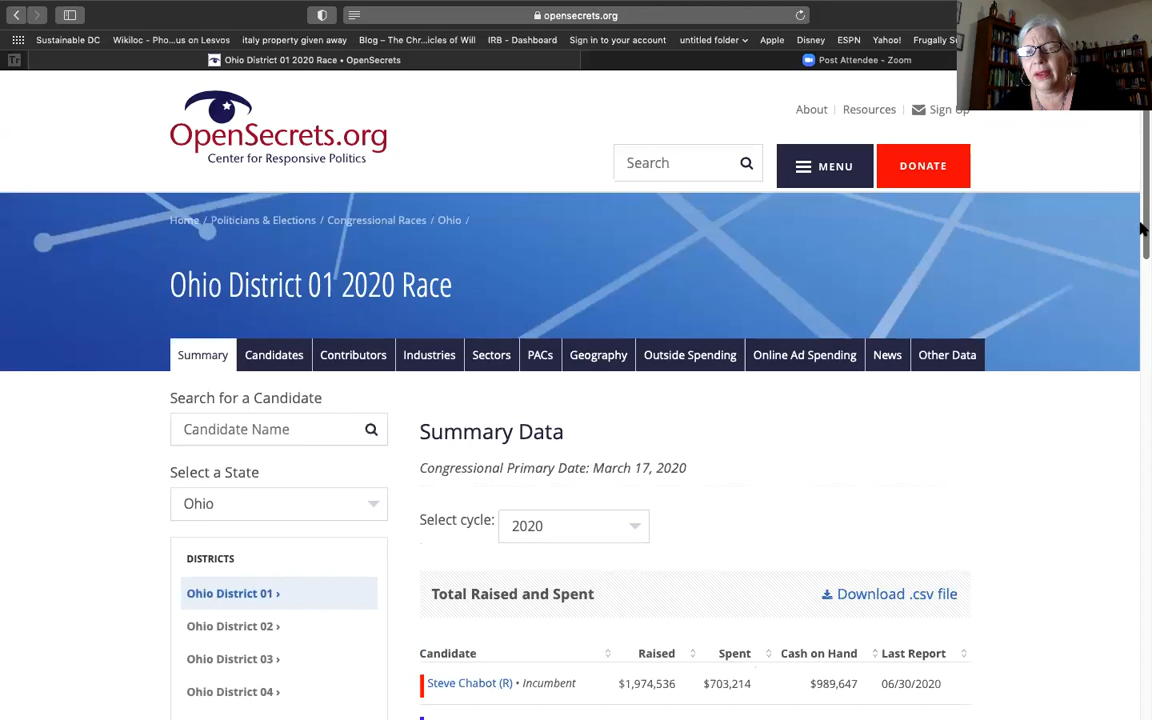 opensecrets.org
Sustainable DC
Wikiloc - Pho...us on Lesvos
italy property given away
Blog – The Chr...icles of Will
IRB - Dashboard
Sign in to your account
untitled folder
Apple
Disney
ESPN
Yahoo!
Frugally S
Ohio District 01 2020 Race • OpenSecrets
Post Attendee - Zoom
About
Resources
Sign Up
OpenSecrets.org
Center for Responsive Politics
Search
MENU
DONATE
Home / Politicians & Elections / Congressional Races / Ohio /
Ohio District 01 2020 Race
Summary
Candidates
Contributors
Industries
Sectors
PACs
Geography
Outside Spending
Online Ad Spending
News
Other Data
Search for a Candidate
Candidate Name
Select a State
Ohio
DISTRICTS
Ohio District 01 ›
Ohio District 02 ›
Ohio District 03 ›
Ohio District 04 ›
Summary Data
Congressional Primary Date: March 17, 2020
Select cycle: 2020
Total Raised and Spent
Download .csv file
Candidate Raised Spent Cash on Hand Last Report
Steve Chabot (R) • Incumbent $1,974,536 $703,214 $989,647 06/30/2020